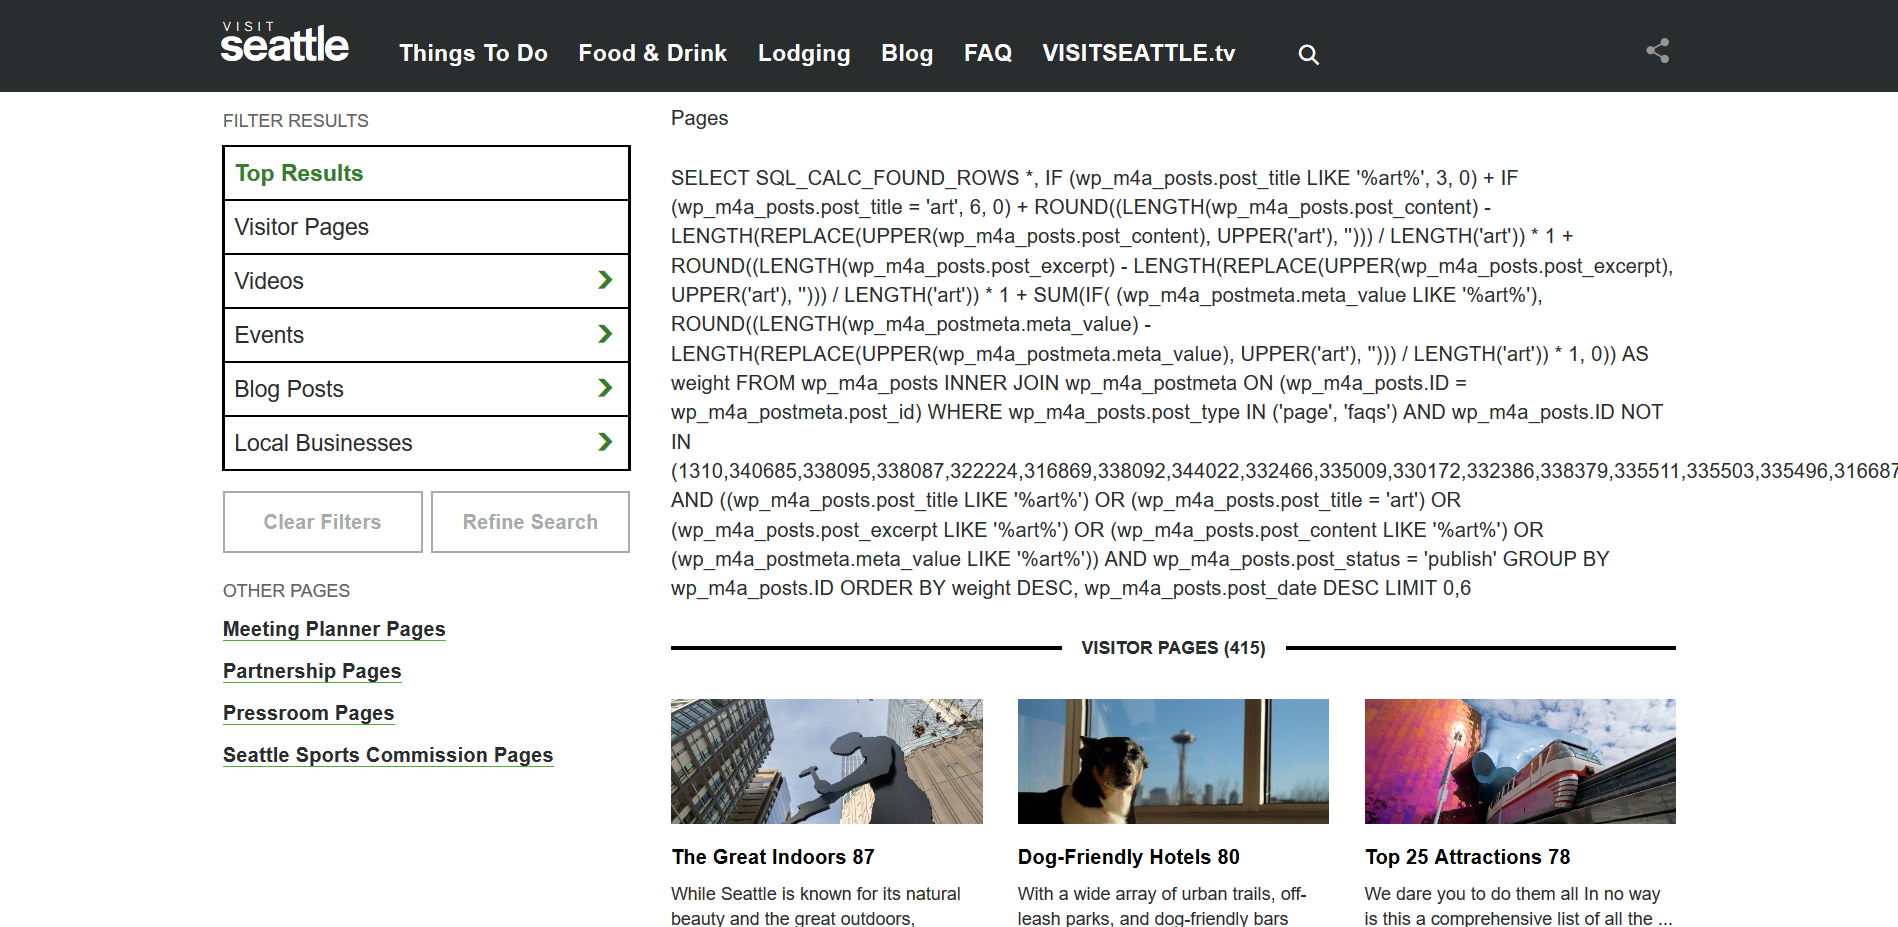 VISIT
seattle
Things To Do
Food & Drink
Lodging
Blog
FAQ
VISITSEATTLE.tv
FILTER RESULTS
Top Results
Visitor Pages
Videos
Events
Blog Posts
Local Businesses
Clear Filters
Refine Search
OTHER PAGES
Meeting Planner Pages
Partnership Pages
Pressroom Pages
Seattle Sports Commission Pages
Pages
SELECT SQL_CALC_FOUND_ROWS *, IF (wp_m4a_posts.post_title LIKE '%art%', 3, 0) + IF
(wp_m4a_posts.post_title = 'art', 6, 0) + ROUND((LENGTH(wp_m4a_posts.post_content) -
LENGTH(REPLACE(UPPER(wp_m4a_posts.post_content), UPPER('art'), ''))) / LENGTH('art')) * 1 +
ROUND((LENGTH(wp_m4a_posts.post_excerpt) - LENGTH(REPLACE(UPPER(wp_m4a_posts.post_excerpt),
UPPER('art'), ''))) / LENGTH('art')) * 1 + SUM(IF( (wp_m4a_postmeta.meta_value LIKE '%art%'),
ROUND((LENGTH(wp_m4a_postmeta.meta_value) -
LENGTH(REPLACE(UPPER(wp_m4a_postmeta.meta_value), UPPER('art'), ''))) / LENGTH('art')) * 1, 0)) AS
weight FROM wp_m4a_posts INNER JOIN wp_m4a_postmeta ON (wp_m4a_posts.ID =
wp_m4a_postmeta.post_id) WHERE wp_m4a_posts.post_type IN ('page', 'faqs') AND wp_m4a_posts.ID NOT
IN
(1310,340685,338095,338087,322224,316869,338092,344022,332466,335009,330172,332386,338379,335511,335503,335496,316687
AND ((wp_m4a_posts.post_title LIKE '%art%') OR (wp_m4a_posts.post_title = 'art') OR
(wp_m4a_posts.post_excerpt LIKE '%art%') OR (wp_m4a_posts.post_content LIKE '%art%') OR
(wp_m4a_postmeta.meta_value LIKE '%art%')) AND wp_m4a_posts.post_status = 'publish' GROUP BY
wp_m4a_posts.ID ORDER BY weight DESC, wp_m4a_posts.post_date DESC LIMIT 0,6
VISITOR PAGES (415)
The Great Indoors 87
While Seattle is known for its natural
beauty and the great outdoors,
Dog-Friendly Hotels 80
With a wide array of urban trails, off-
leash parks, and dog-friendly bars
Top 25 Attractions 78
We dare you to do them all In no way
is this a comprehensive list of all the ...